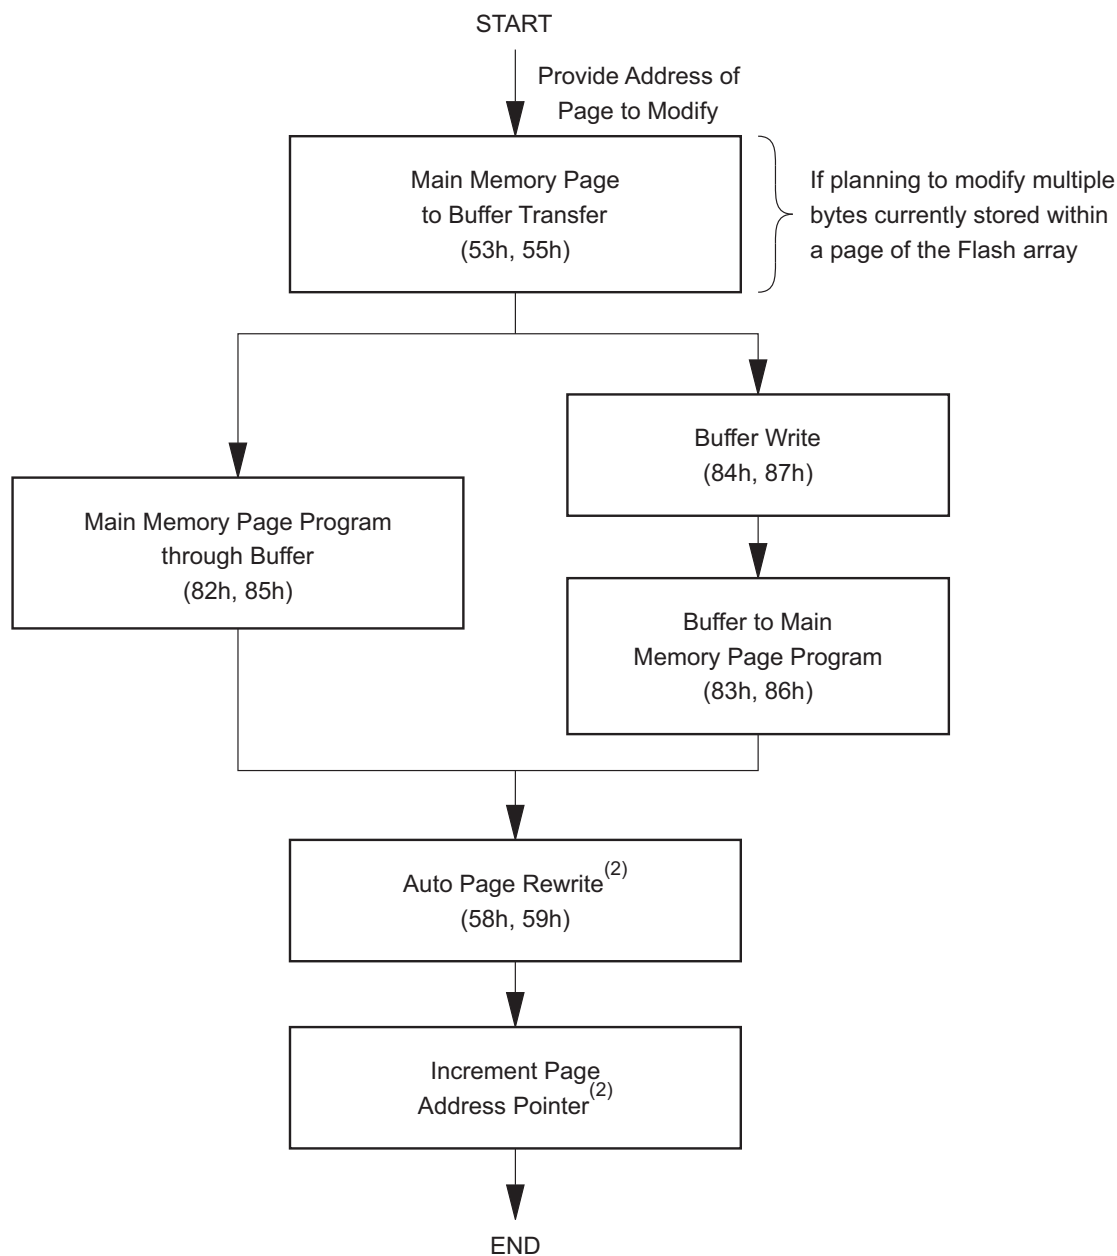 START
Provide Address of
Page to Modify
Main Memory Page
to Buffer Transfer
(53h, 55h)
If planning to modify multiple
bytes currently stored within
a page of the Flash array
Buffer Write
(84h, 87h)
Main Memory Page Program
through Buffer
(82h, 85h)
Buffer to Main
Memory Page Program
(83h, 86h)
Auto Page Rewrite(2)
(58h, 59h)
Increment Page
Address Pointer(2)
END